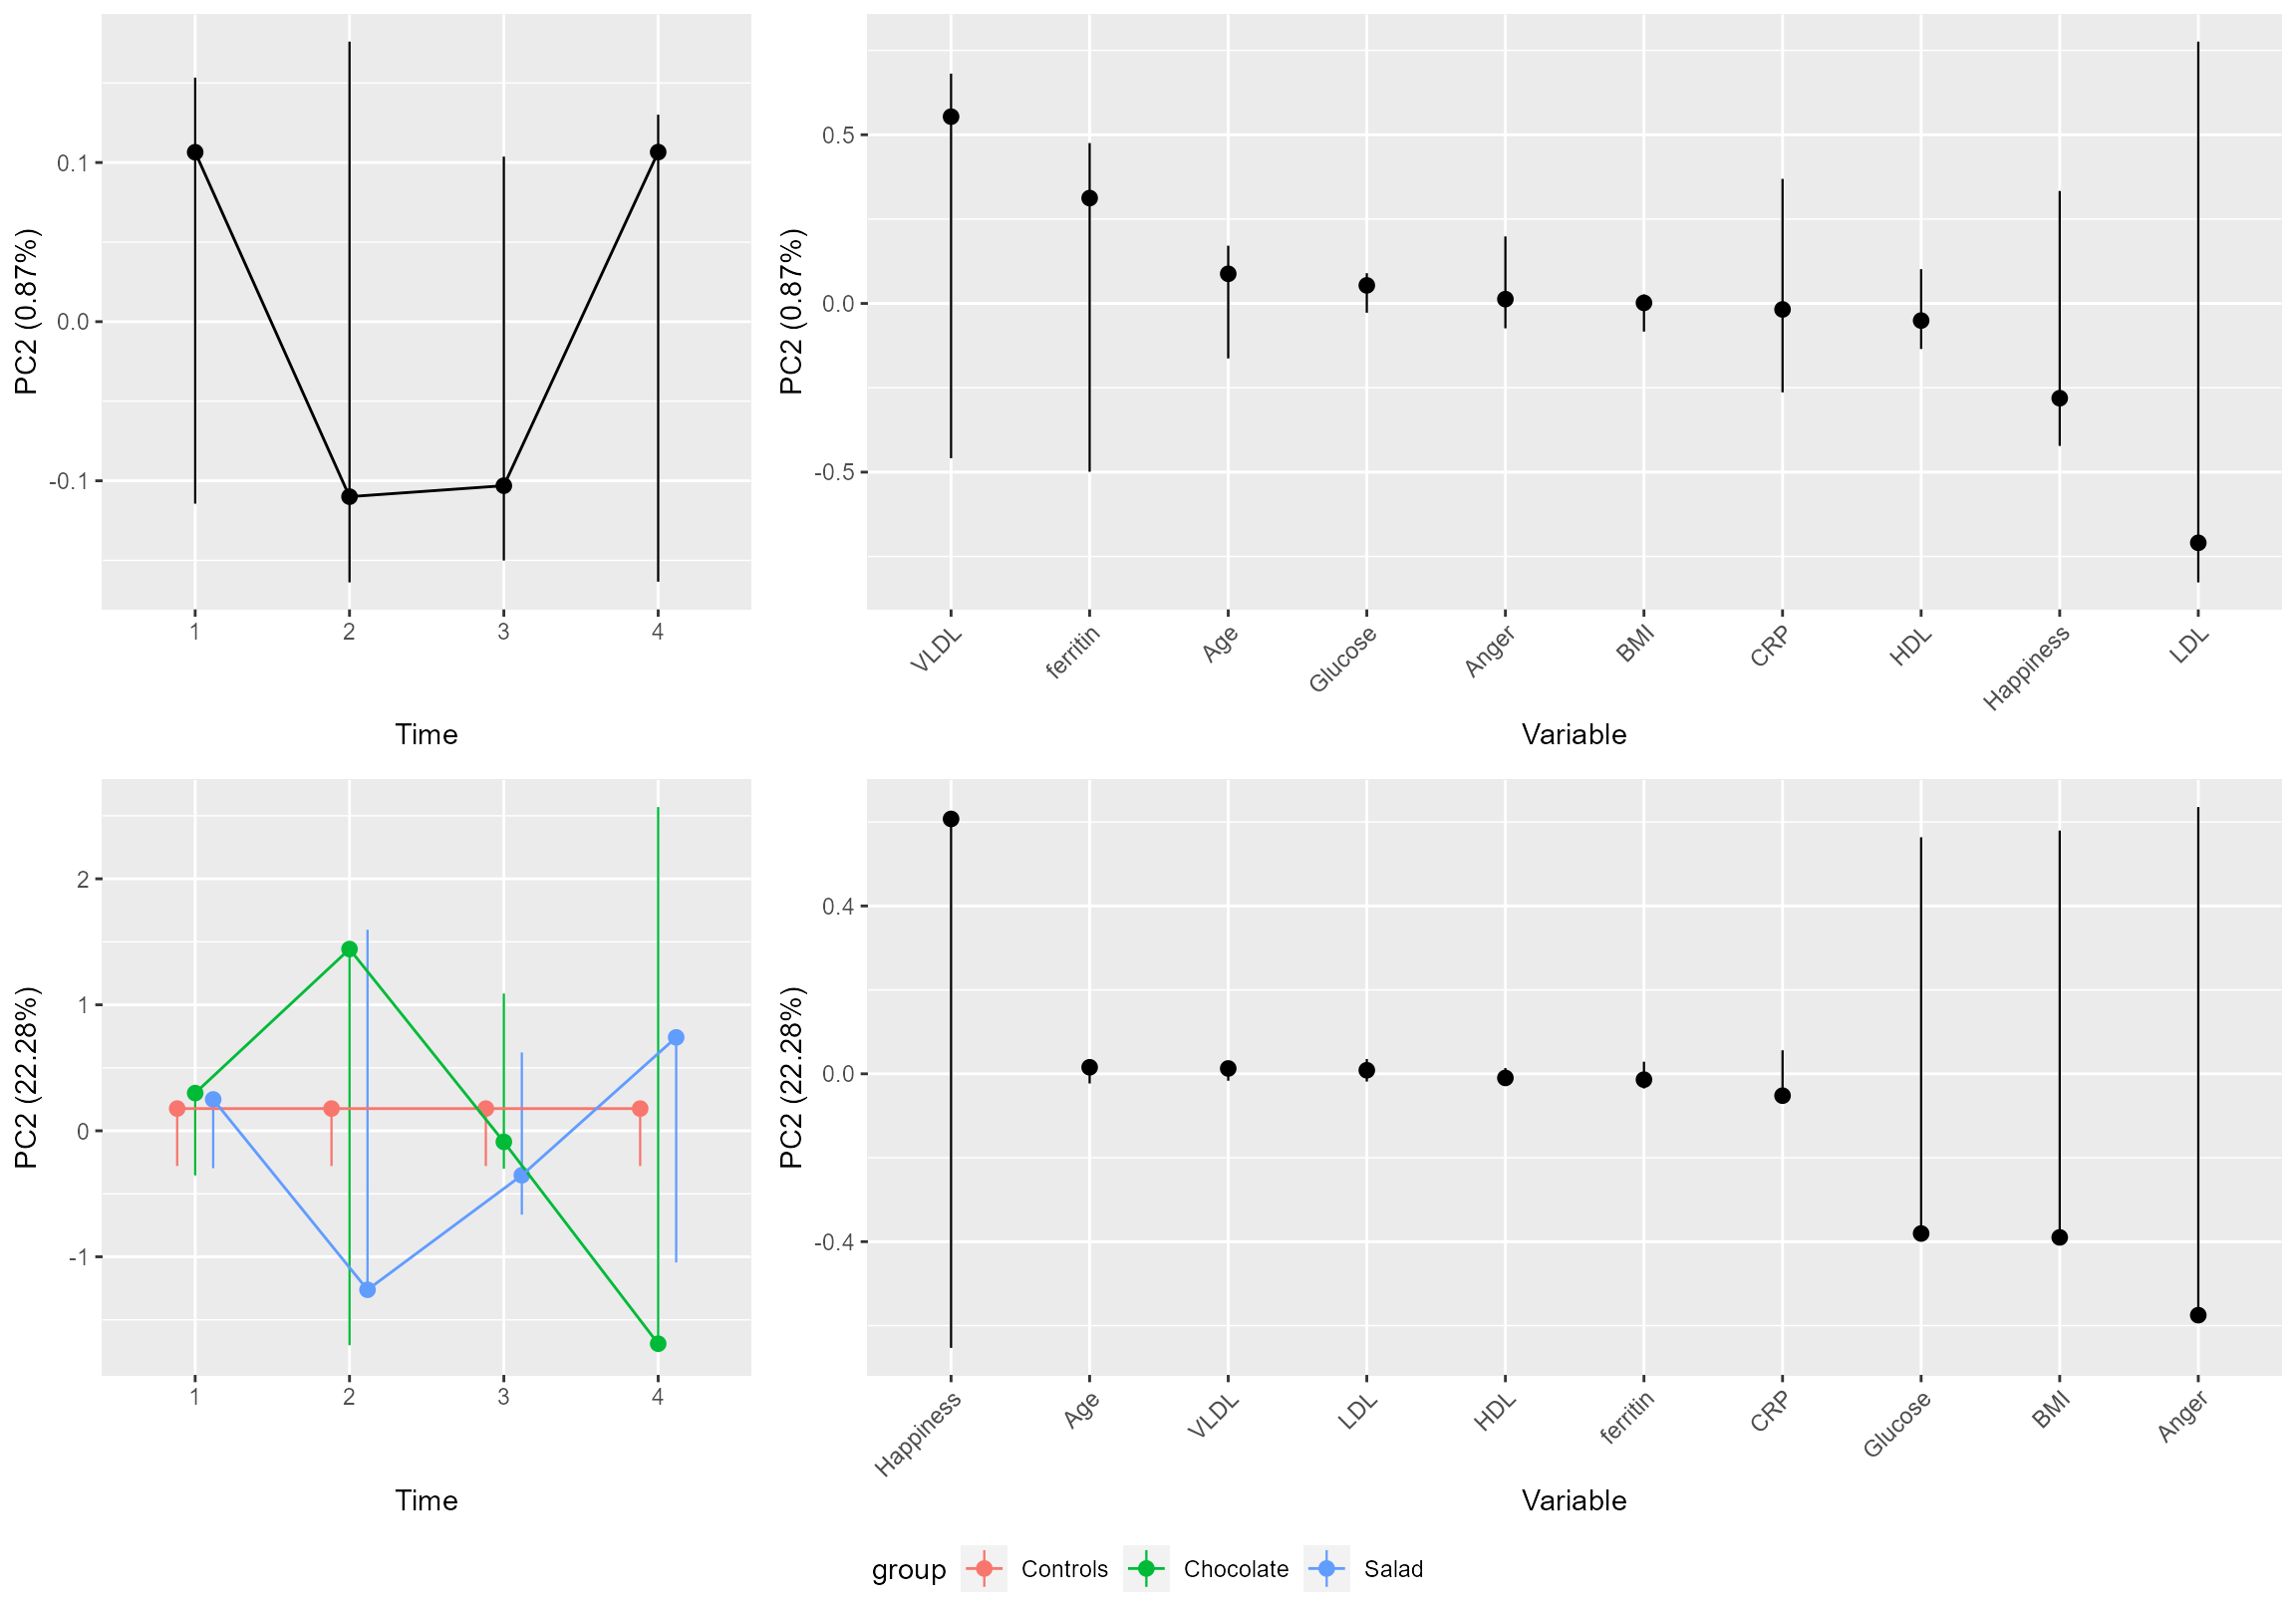 PC2 (0.87%)
0.1
0.0
-0.1
1 2 3 4
Time
PC2 (0.87%)
0.5
0.0
-0.5
VLDL ferritin Age Glucose Anger BMI CRP HDL Happiness LDL
Variable
PC2 (22.28%)
2
1
0
-1
1 2 3 4
Time
PC2 (22.28%)
0.4
0.0
-0.4
Happiness Age VLDL LDL HDL ferritin CRP Glucose BMI Anger
Variable
group Controls Chocolate Salad